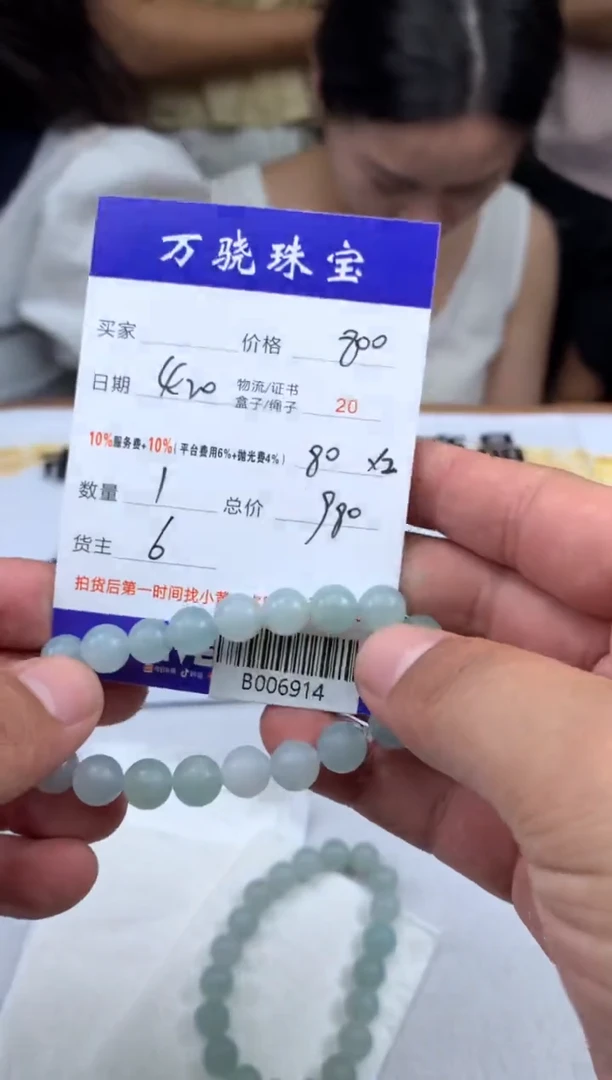 万骁珠宝
买家 价格 800
日期 4.20 物流/证书 盒子/绳子 20
10%服务费+10%(平台费用6%+抛光费4%) 80 x2
数量 1 总价 980
货主 6
拍货后第一时间找小
B006914